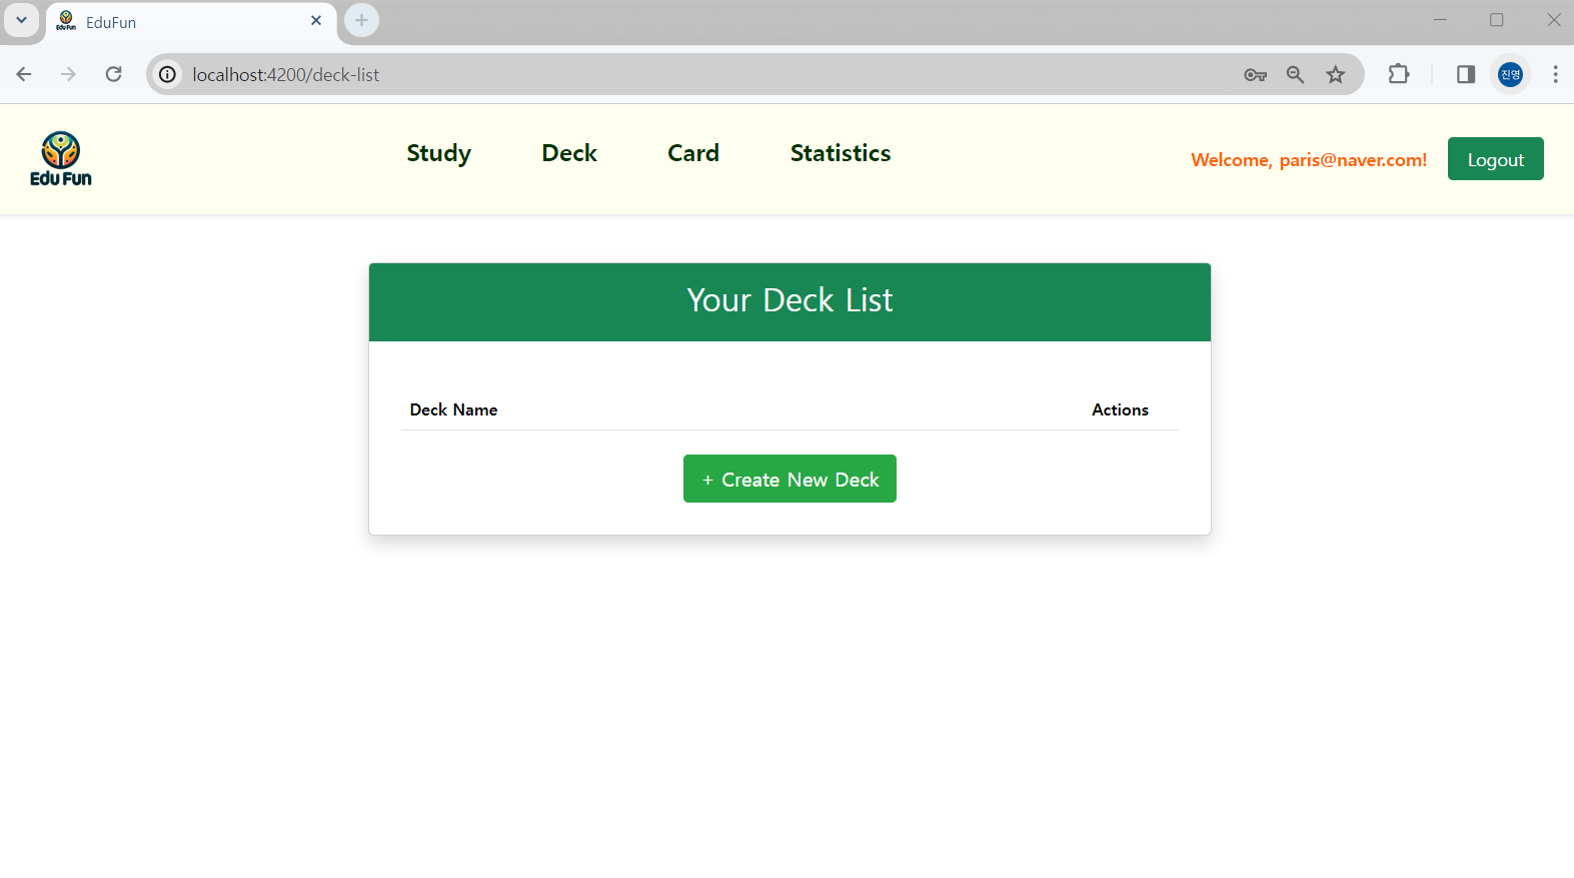 EduFun
localhost:4200/deck-list
진영
Edu Fun
Study Deck Card Statistics
Welcome, paris@naver.com! Logout
Your Deck List
Deck Name Actions
+ Create New Deck